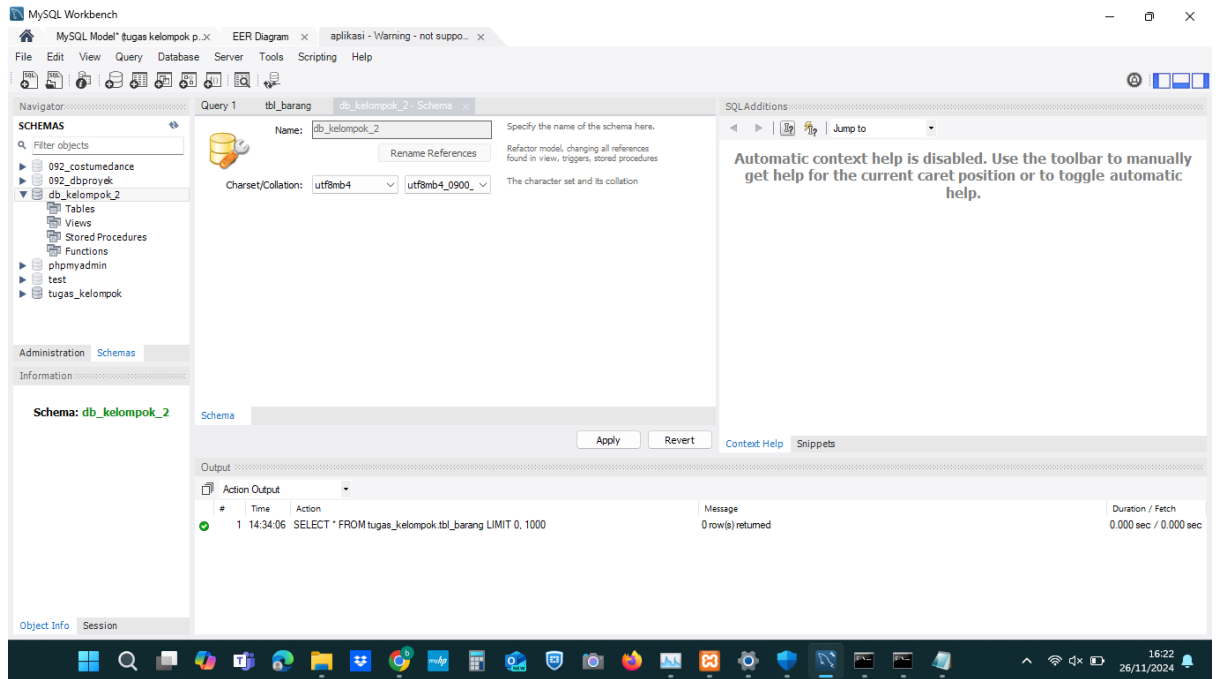 MySQL Workbench
MySQL Model* (tugas kelompok p... EER Diagram aplikasi - Warning - not suppo...
File Edit View Query Database Server Tools Scripting Help
Navigator
SCHEMAS
Filter objects
092_costumedance
092_dbproyek
db_kelompok_2
Tables
Views
Stored Procedures
Functions
phpmyadmin
test
tugas_kelompok
Administration Schemas
Information
Schema: db_kelompok_2
Object Info Session
Query 1 tbl_barang db_kelompok_2 - Schema
Name: db_kelompok_2 Specify the name of the schema here.
Rename References Refactor model, changing all references
found in view, triggers, stored procedures
Charset/Collation: utf8mb4 utf8mb4_0900_ The character set and its collation
Schema
Apply Revert
SQLAdditions
Jump to
Automatic context help is disabled. Use the toolbar to manually
get help for the current caret position or to toggle automatic
help.
Context Help Snippets
Output
Action Output
# Time Action Message Duration / Fetch
1 14:34:06 SELECT * FROM tugas_kelompok.tbl_barang LIMIT 0, 1000 0 row(s) returned 0.000 sec / 0.000 sec
16:22
26/11/2024